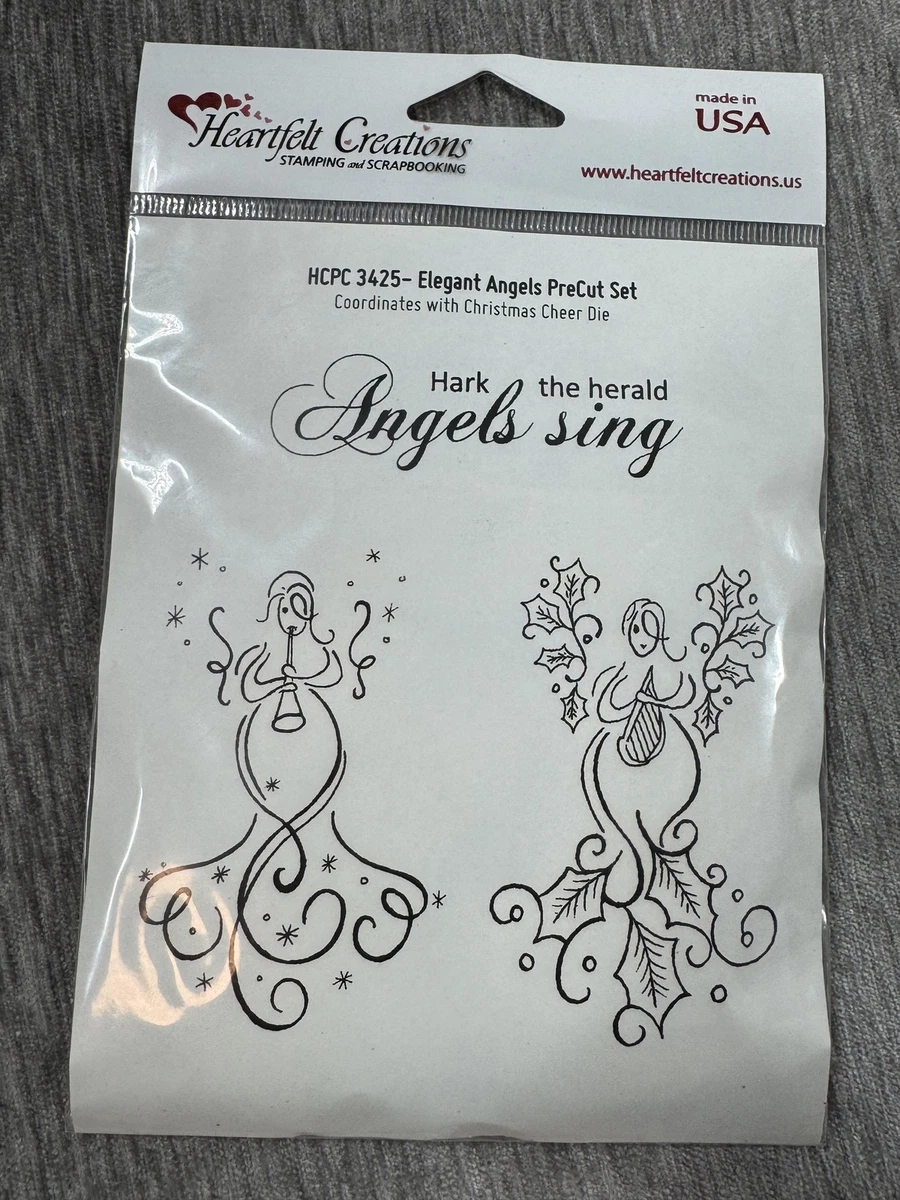 Heartfelt Creations
STAMPING and SCRAPBOOKING
made in
USA
www.heartfeltcreations.us
HCPC 3425– Elegant Angels PreCut Set
Coordinates with Christmas Cheer Die
Hark the herald
Angels sing